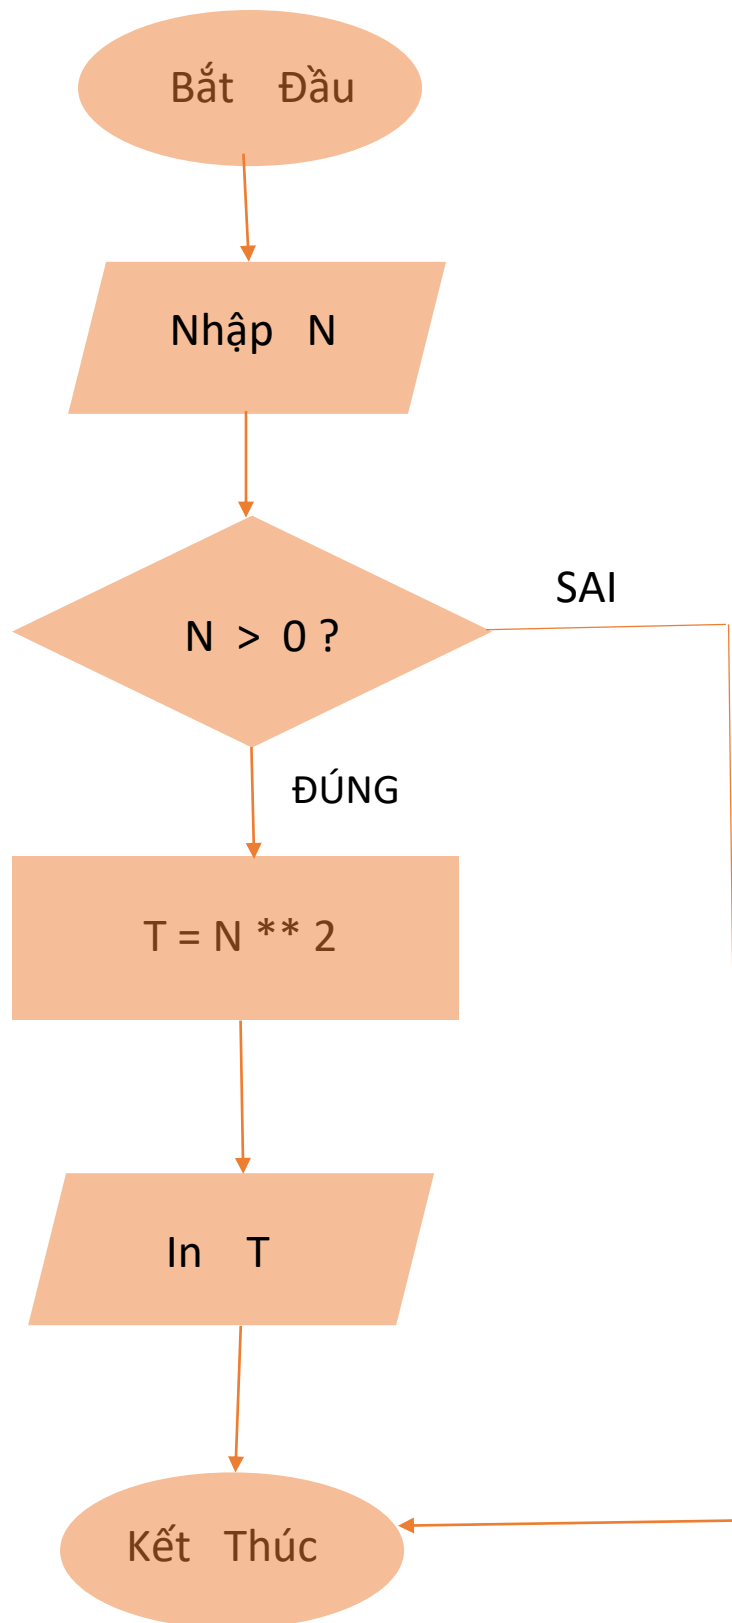 Bắt Đầu
Nhập N
N > 0 ?
SAI
ĐÚNG
T = N ** 2
In T
Kết Thúc